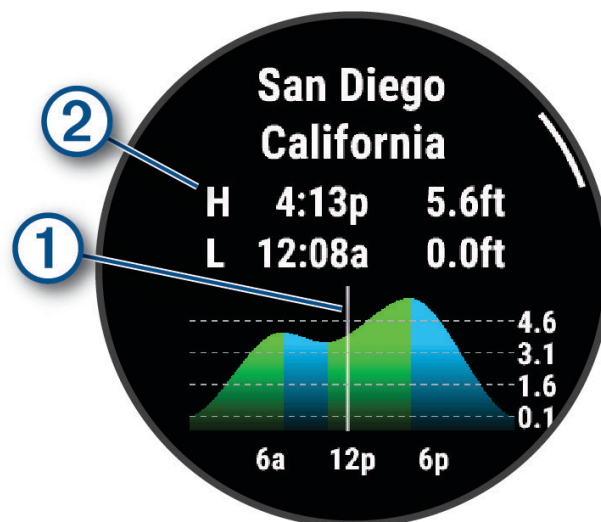 San Diego
California
2
H 4:13p 5.6ft
1
L 12:08a 0.0ft
4.6
3.1
1.6
0.1
6a 12p 6p